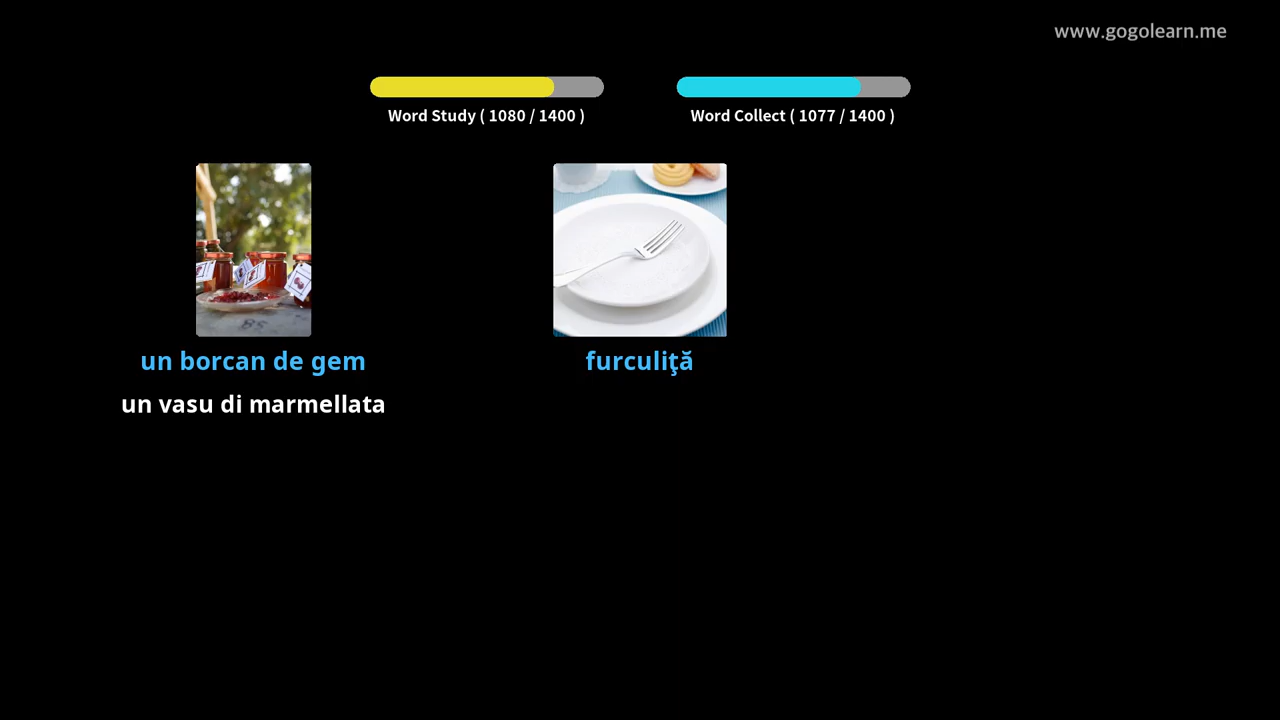 www.gogolearn.me
Word Study ( 1080 / 1400 )
Word Collect ( 1077 / 1400 )
un borcan de gem
furculiţă
un vasu di marmellata